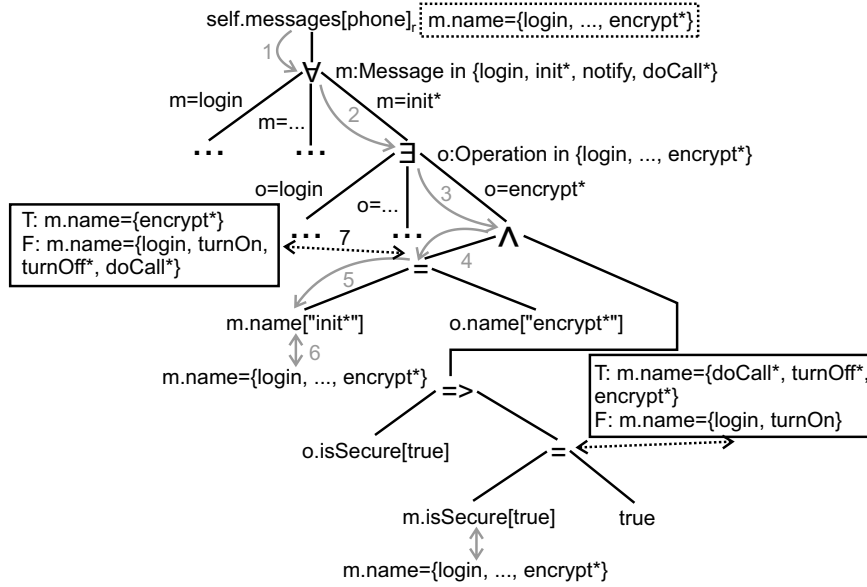 self.messages[phone]r m.name={login, ..., encrypt*}
1
∀ m:Message in {login, init*, notify, doCall*}
m=login m=... 2 m=init*
... ...
∃ o:Operation in {login, ..., encrypt*}
o=login o=... 3 o=encrypt*
T: m.name={encrypt*}
F: m.name={login, turnOn,
turnOff*, doCall*}
... 7 ... ∧
5 = 4
m.name["init*"] o.name["encrypt*"]
6
m.name={login, ..., encrypt*}
T: m.name={doCall*, turnOff*,
encrypt*}
F: m.name={login, turnOn}
=>
o.isSecure[true] =
m.isSecure[true] true
m.name={login, ..., encrypt*}